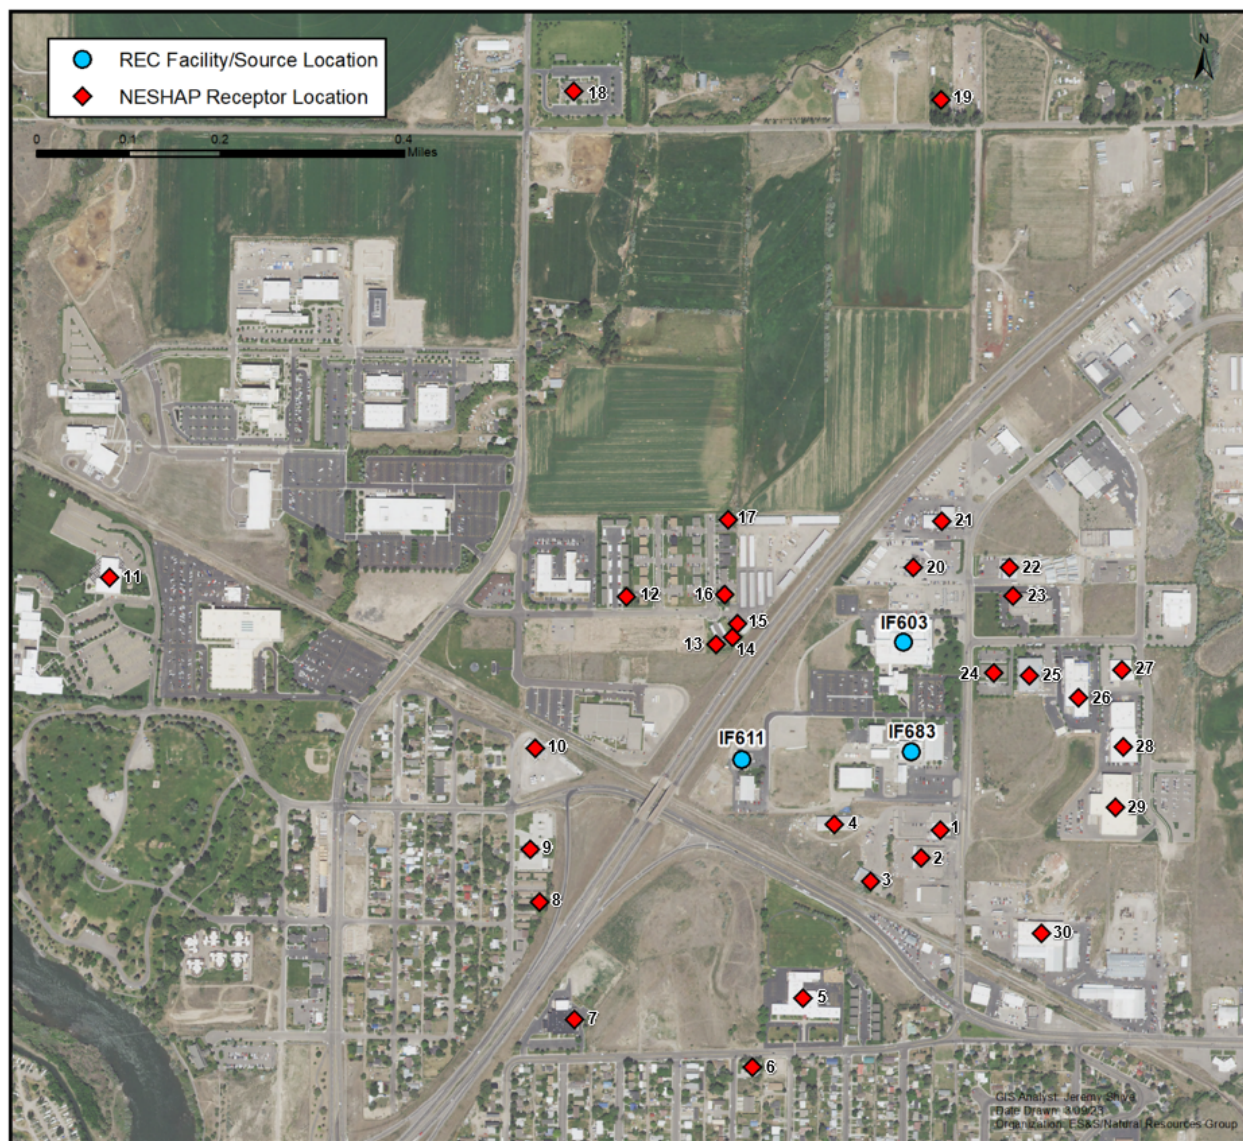 N
REC Facility/Source Location
NESHAP Receptor Location
0 0.1 0.2 0.4
Miles
18
19
17
21
20
22
12
16
23
11
15
13
14
IF603
24
25
27
26
IF611
IF683
10
28
29
4
1
9
2
3
8
30
5
7
6
GIS Analyst: Jeremy Shive
Date Drawn: 3/09/23
Organization: ES&S/Natural Resources Group